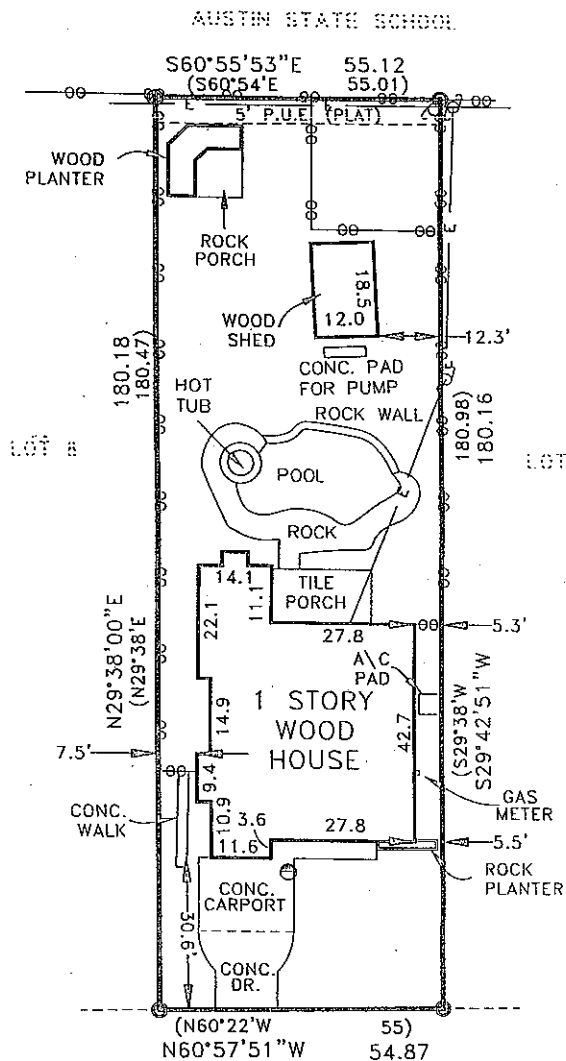 AUSTIN STATE SCHOOL
S60°55'53"E 55.12
(S60°54'E 55.01)
5' P.U.E. (PLAT)
WOOD
PLANTER
ROCK
PORCH
18.5
12.0
WOOD
SHED
12.3'
CONC. PAD
FOR PUMP
HOT
TUB
ROCK WALL
180.18
180.47)
180.98)
180.16
LOT 8
LOT
POOL
ROCK
14.1
11.1
TILE
PORCH
22.1
27.8
5.3'
N29°38'00"E
(N29°38'E
A\C
PAD
14.9
1 STORY
WOOD
HOUSE
42.7
(S29°38'W
S29°42'51"W
7.5'
9.4
CONC.
WALK
GAS
METER
10.9
3.6
27.8
11.6
5.5'
ROCK
PLANTER
CONC.
CARPORT
30.6'
CONC.
DR.
(N60°22'W 55)
N60°57'51"W 54.87